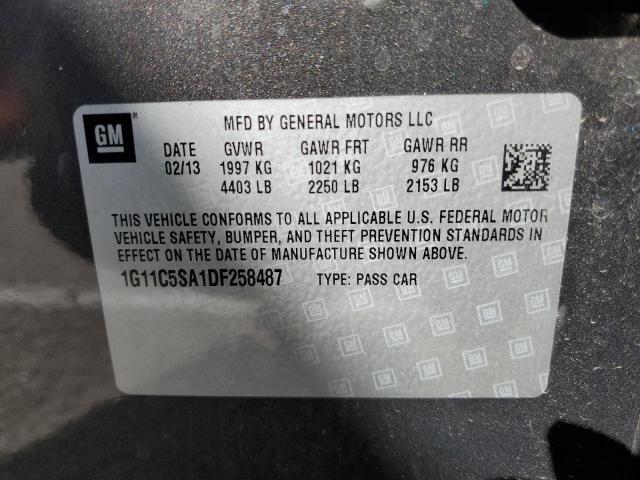 GM
MFD BY GENERAL MOTORS LLC
DATE GVWR GAWR FRT GAWR RR
02/13 1997 KG 1021 KG 976 KG
4403 LB 2250 LB 2153 LB
THIS VEHICLE CONFORMS TO ALL APPLICABLE U.S. FEDERAL MOTOR
VEHICLE SAFETY, BUMPER, AND THEFT PREVENTION STANDARDS IN
EFFECT ON THE DATE OF MANUFACTURE SHOWN ABOVE.
1G11C5SA1DF258487 TYPE: PASS CAR